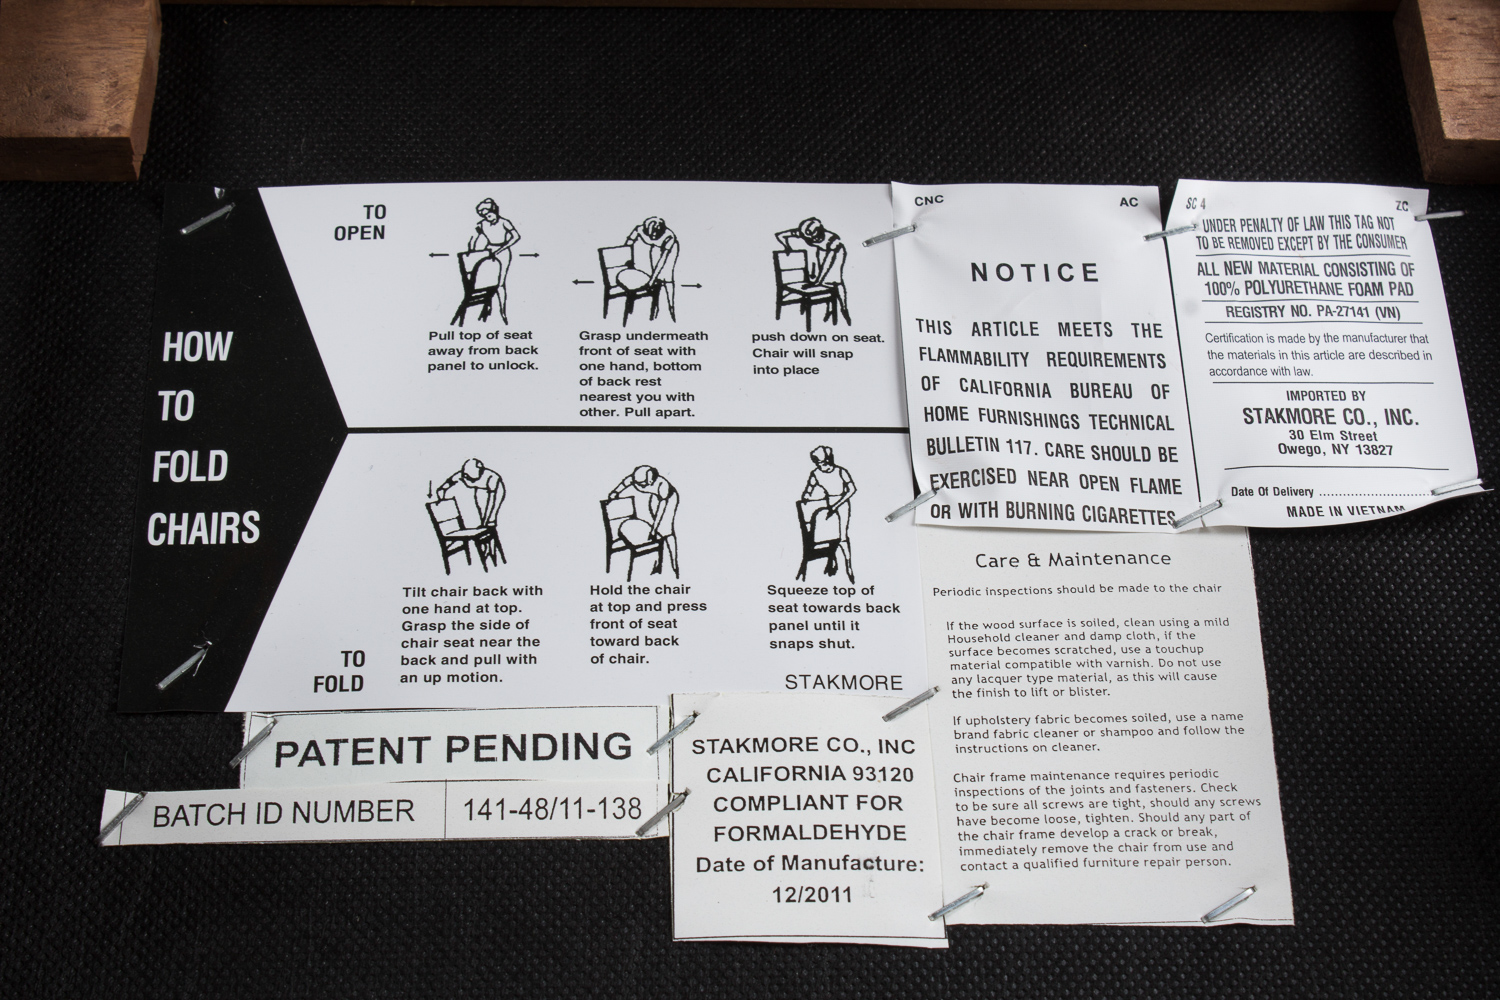 HOW
TO
FOLD
CHAIRS
TO
OPEN
Pull top of seat
away from back
panel to unlock.
Grasp undermeath
front of seat with
one hand, bottom
of back rest
nearest you with
other. Pull apart.
push down on seat.
Chair will snap
into place
TO
FOLD
Tilt chair back with
one hand at top.
Grasp the side of
chair seat near the
back and pull with
an up motion.
Hold the chair
at top and press
front of seat
toward back
of chair.
Squeeze top of
seat towards back
panel until it
snaps shut.
STAKMORE
CNC AC
NOTICE
THIS ARTICLE MEETS THE
FLAMMABILITY REQUIREMENTS
OF CALIFORNIA BUREAU OF
HOME FURNISHINGS TECHNICAL
BULLETIN 117. CARE SHOULD BE
EXERCISED NEAR OPEN FLAME
OR WITH BURNING CIGARETTES
SC 4 ZC
UNDER PENALTY OF LAW THIS TAG NOT
TO BE REMOVED EXCEPT BY THE CONSUMER
ALL NEW MATERIAL CONSISTING OF
100% POLYURETHANE FOAM PAD
REGISTRY NO. PA-27141 (VN)
Certification is made by the manufacturer that
the materials in this article are described in
accordance with law.
IMPORTED BY
STAKMORE CO., INC.
30 Elm Street
Owego, NY 13827
Date Of Delivery ................................
MADE IN VIETNAM
Care & Maintenance
Periodic inspections should be made to the chair
If the wood surface is soiled, clean using a mild
Household cleaner and damp cloth, if the
surface becomes scratched, use a touchup
material compatible with varnish. Do not use
any lacquer type material, as this will cause
the finish to lift or blister.
If upholstery fabric becomes soiled, use a name
brand fabric cleaner or shampoo and follow the
instructions on cleaner.
Chair frame maintenance requires periodic
inspections of the joints and fasteners. Check
to be sure all screws are tight, should any screws
have become loose, tighten. Should any part of
the chair frame develop a crack or break,
immediately remove the chair from use and
contact a qualified furniture repair person.
PATENT PENDING
BATCH ID NUMBER 141-48/11-138
STAKMORE CO., INC
CALIFORNIA 93120
COMPLIANT FOR
FORMALDEHYDE
Date of Manufacture:
12/2011